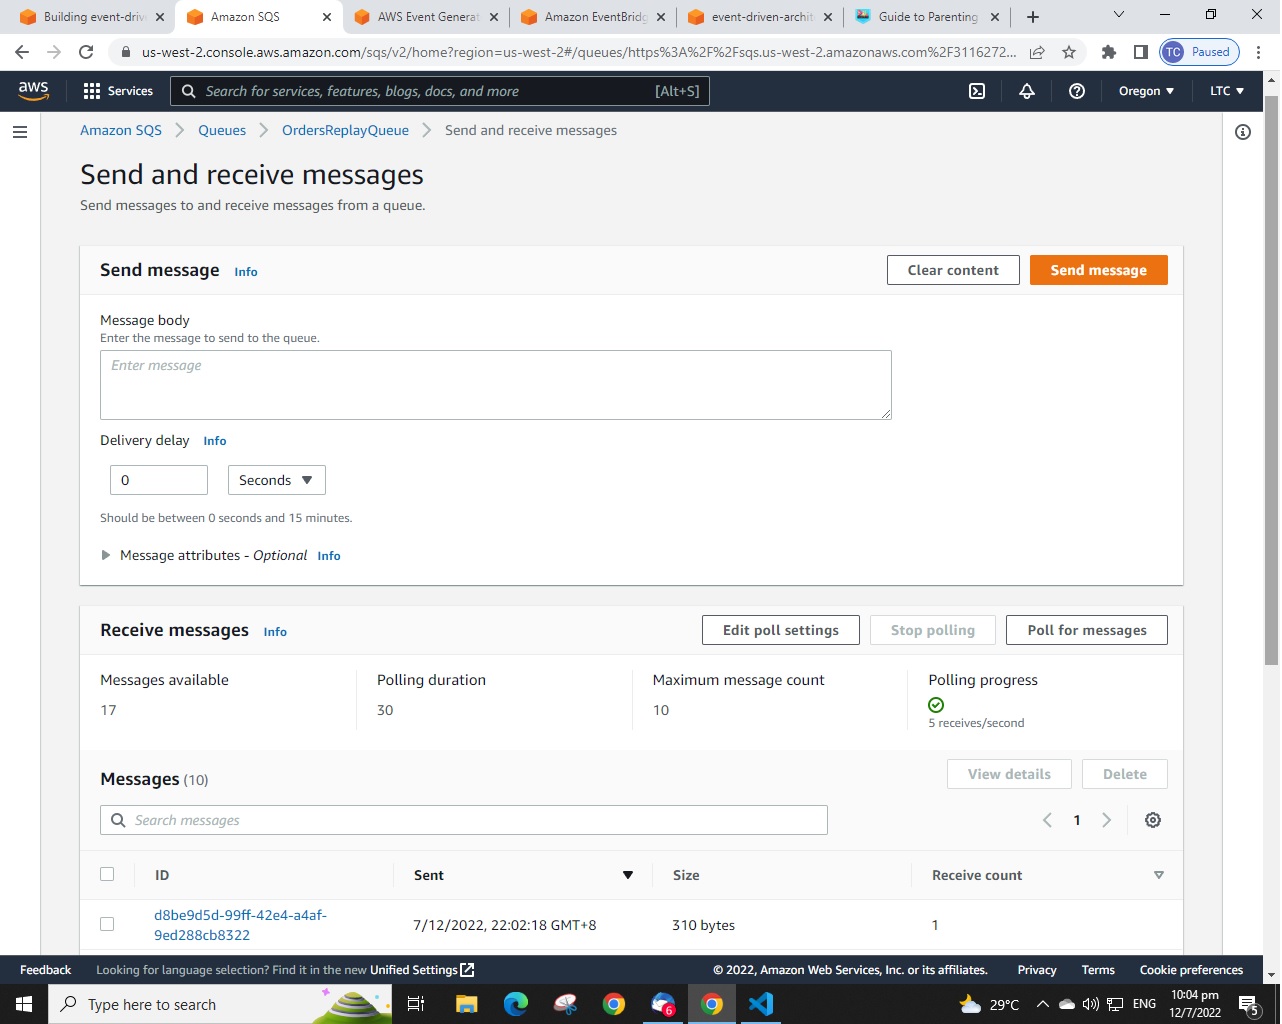 Building event-driv
Amazon SQS
AWS Event Generat
Amazon EventBridg
event-driven-archit
Guide to Parenting
us-west-2.console.aws.amazon.com/sqs/v2/home?region=us-west-2#/queues/https%3A%2F%2Fsqs.us-west-2.amazonaws.com%2F3116272...
TC Paused
aws
Services
Search for services, features, blogs, docs, and more [Alt+S]
Oregon
LTC
Amazon SQS
Queues
OrdersReplayQueue
Send and receive messages
Send and receive messages
Send messages to and receive messages from a queue.
Send message Info
Clear content
Send message
Message body
Enter the message to send to the queue.
Enter message
Delivery delay Info
0
Seconds
Should be between 0 seconds and 15 minutes.
Message attributes - Optional Info
Receive messages Info
Edit poll settings
Stop polling
Poll for messages
Messages available
Polling duration
Maximum message count
Polling progress
17
30
10
5 receives/second
Messages (10)
View details
Delete
Search messages
1
ID
Sent
Size
Receive count
d8be9d5d-99ff-42e4-a4af-
9ed288cb8322
7/12/2022, 22:02:18 GMT+8
310 bytes
1
Feedback
Looking for language selection? Find it in the new Unified Settings
© 2022, Amazon Web Services, Inc. or its affiliates.
Privacy
Terms
Cookie preferences
Type here to search
6
29°C
ENG
10:04 pm
12/7/2022
5